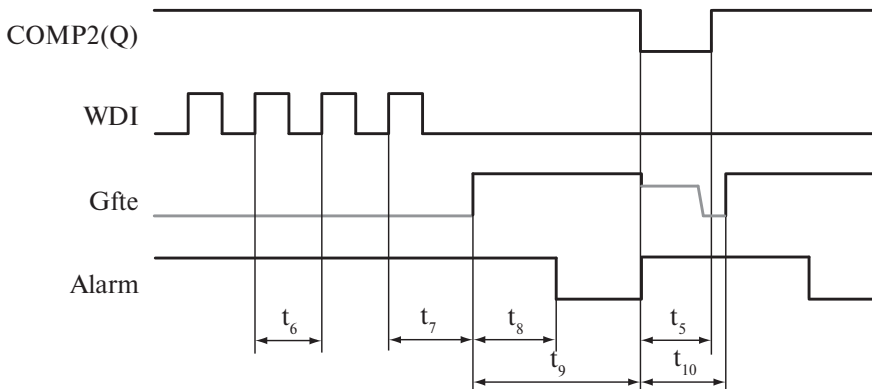 COMP2(Q)
WDI
Gfte
Alarm
t6
t7
t8
t5
t9
t10